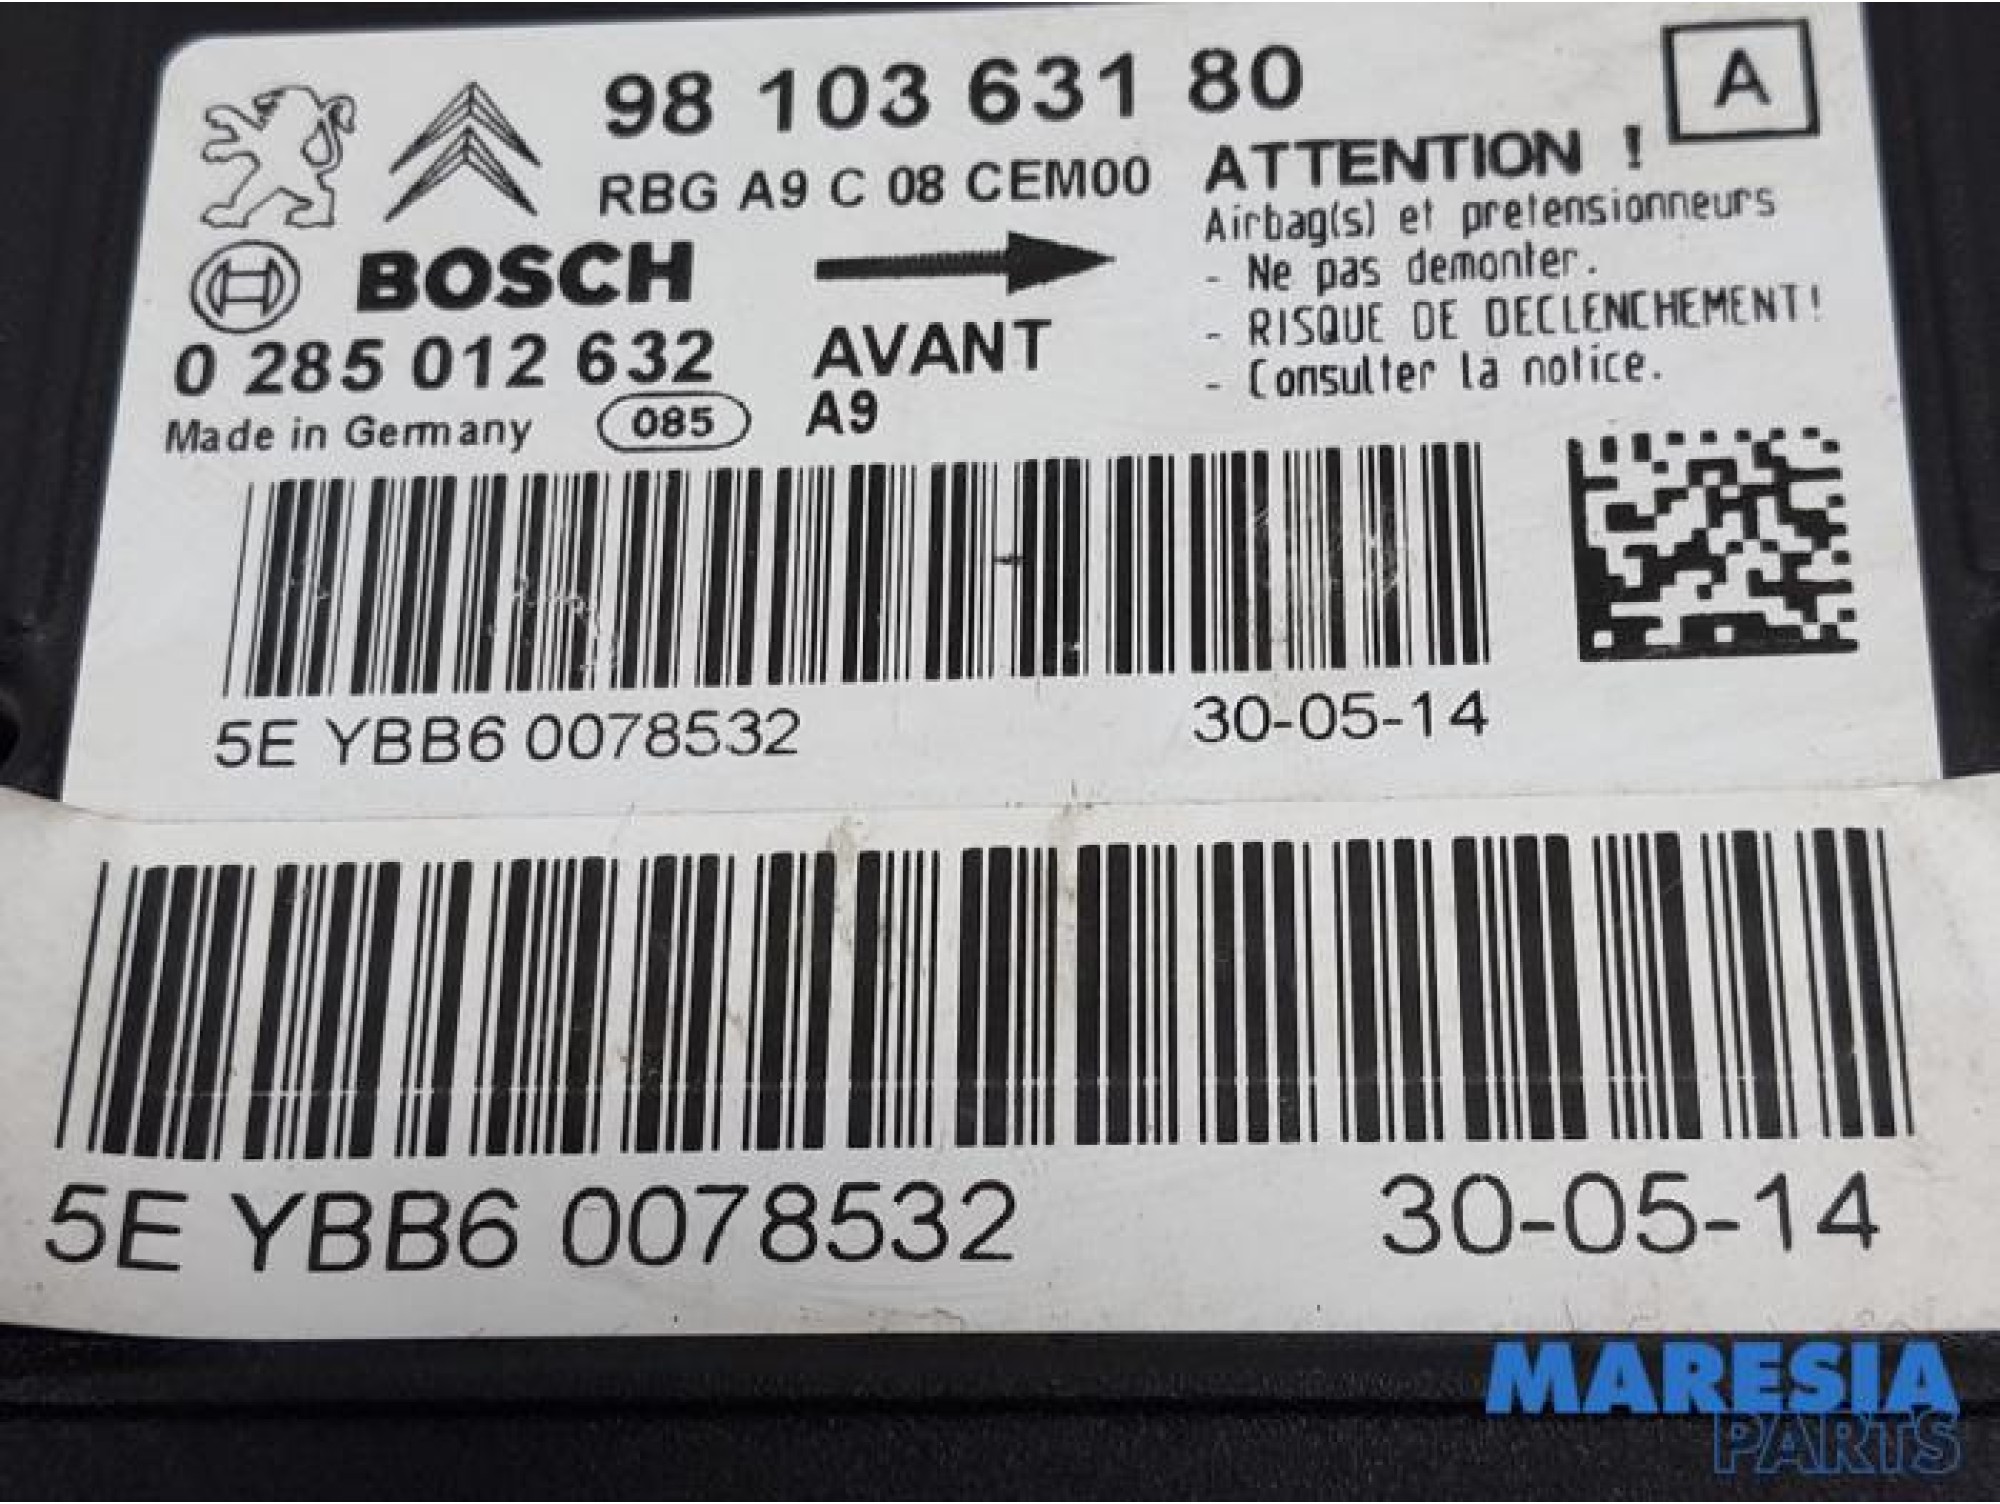 98 103 631 80
A
RBG A9 C 08 CEM00
ATTENTION !
Airbag(s) et pretensionneurs
- Ne pas demonter.
- RISQUE DE DECLENCHEMENT!
- Consulter la notice.
BOSCH
AVANT
0 285 012 632
A9
Made in Germany
085
5E YBB6 0078532
30-05-14
5E YBB6 0078532
30-05-14
MARESIA
PARTS